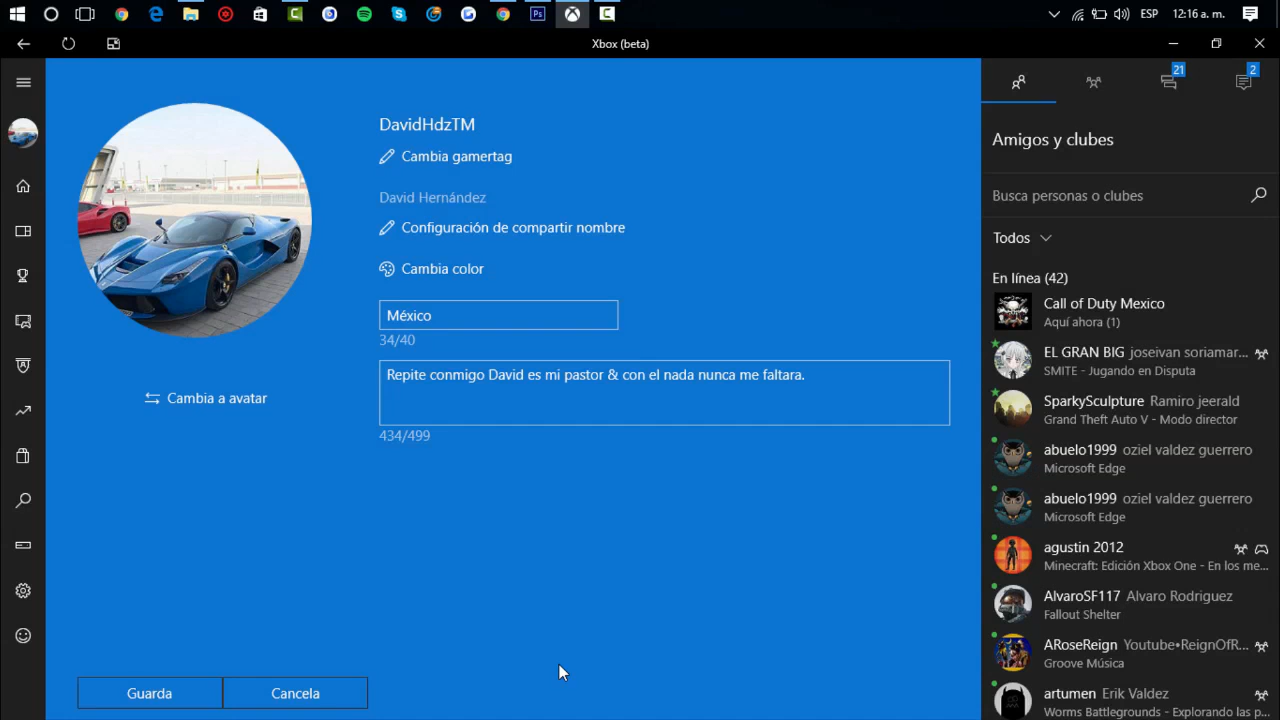 ESP
12:16 a. m.
Xbox (beta)
DavidHdzTM
Cambia gamertag
David Hernández
Configuración de compartir nombre
Cambia color
México
34/40
Repite conmigo David es mi pastor & con el nada nunca me faltara.
434/499
Cambia a avatar
Guarda
Cancela
21
2
Amigos y clubes
Busca personas o clubes
Todos
En línea (42)
Call of Duty Mexico
Aquí ahora (1)
EL GRAN BIG joseivan soriamar...
SMITE - Jugando en Disputa
SparkySculpture Ramiro jeerald
Grand Theft Auto V - Modo director
abuelo1999 oziel valdez guerrero
Microsoft Edge
abuelo1999 oziel valdez guerrero
Microsoft Edge
agustin 2012
Minecraft: Edición Xbox One - En los me...
AlvaroSF117 Alvaro Rodriguez
Fallout Shelter
ARoseReign Youtube•ReignOfR...
Groove Música
artumen Erik Valdez
Worms Battlegrounds - Explorando las p...